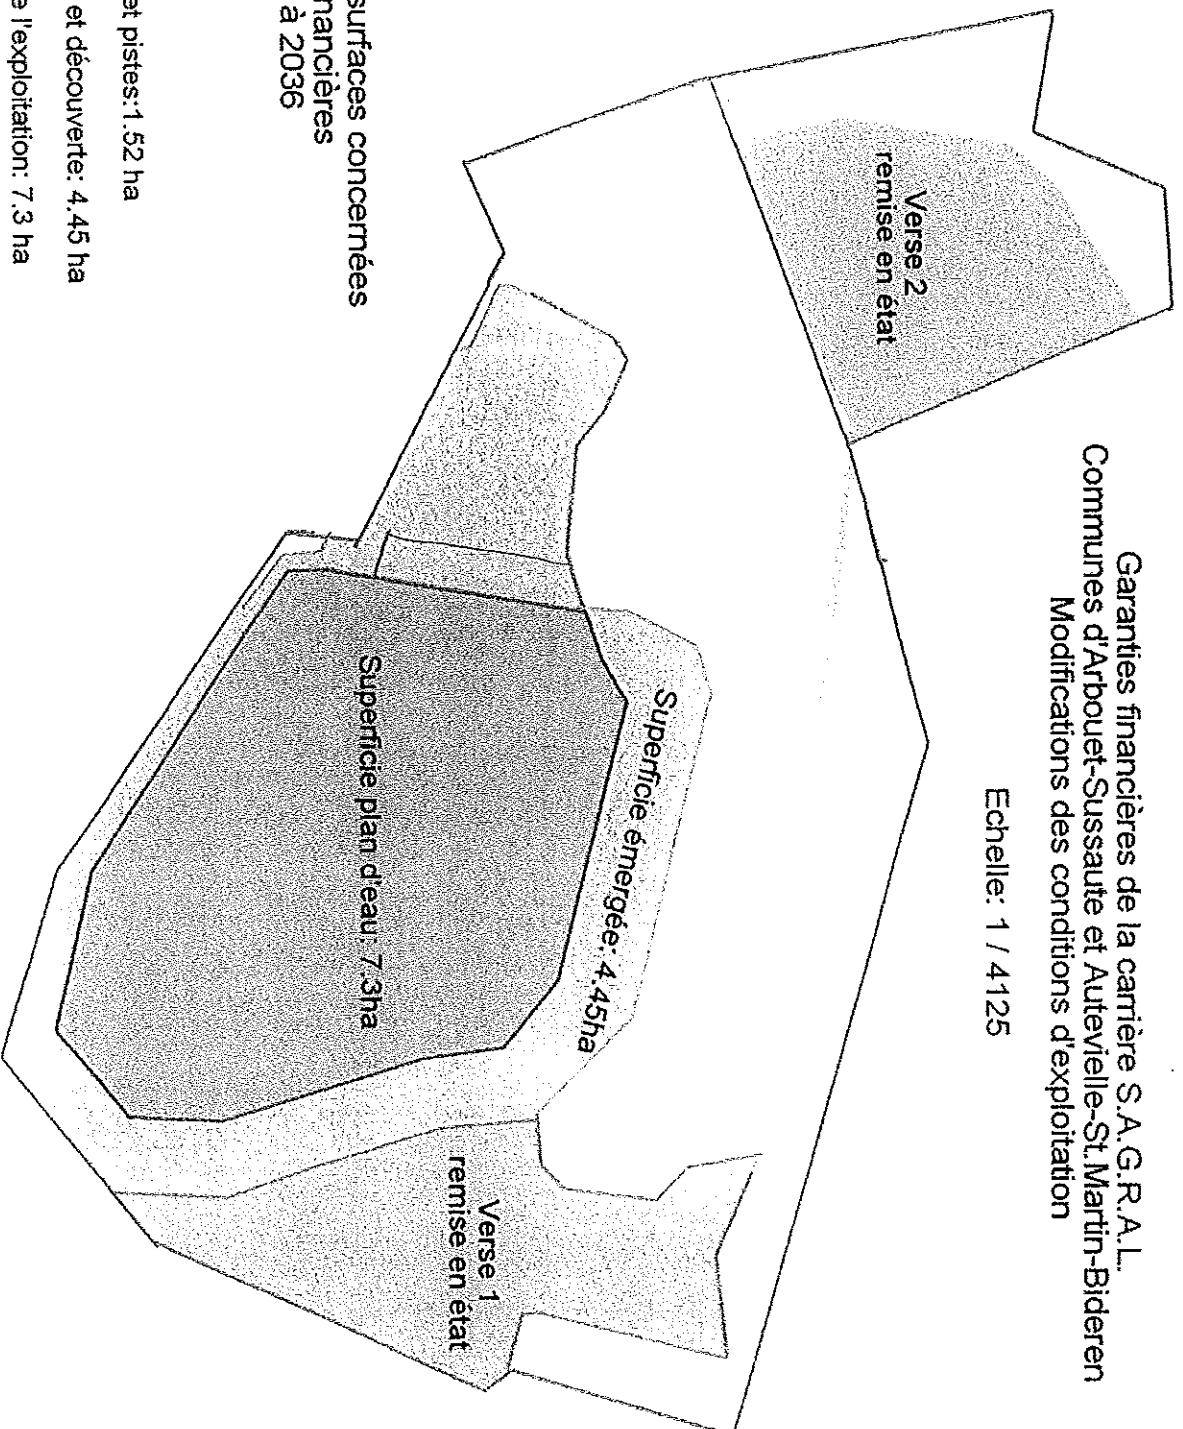 Garanties financières de la carrière S.A.G.R.A.L.
Communes d'Arbouet-Sussaute et Autevielle-St.Martin-Bideren
Modifications des conditions d'exploitation
Echelle: 1 / 4125
Verse 2
remise en état
Superficie émergée: 4.45ha
Superficie plan d'eau: 7.3ha
Verse 1
remise en état
surfaces concernées
nancières
à 2036
et pistes:1.52 ha
et découverte: 4.45 ha
e l'exploitation: 7.3 ha